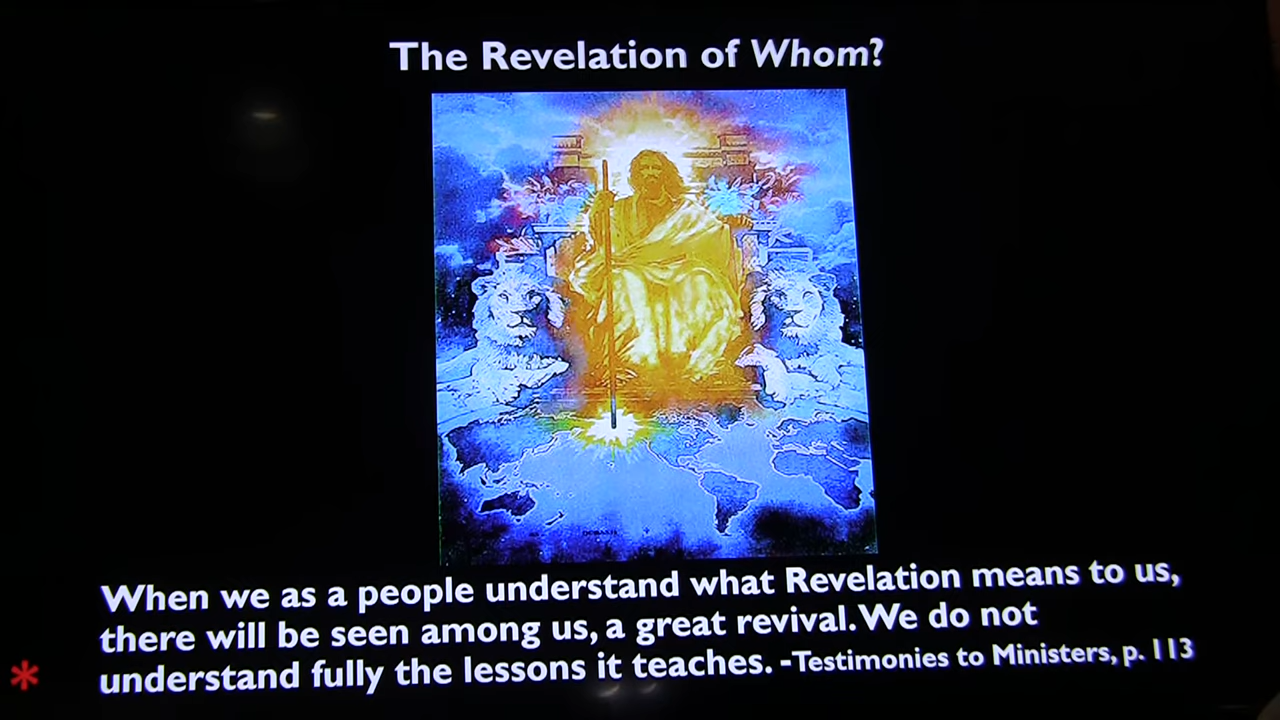 The Revelation of Whom?
When we as a people understand what Revelation means to us,
there will be seen among us, a great revival. We do not
understand fully the lessons it teaches. -Testimonies to Ministers, p. 113
*